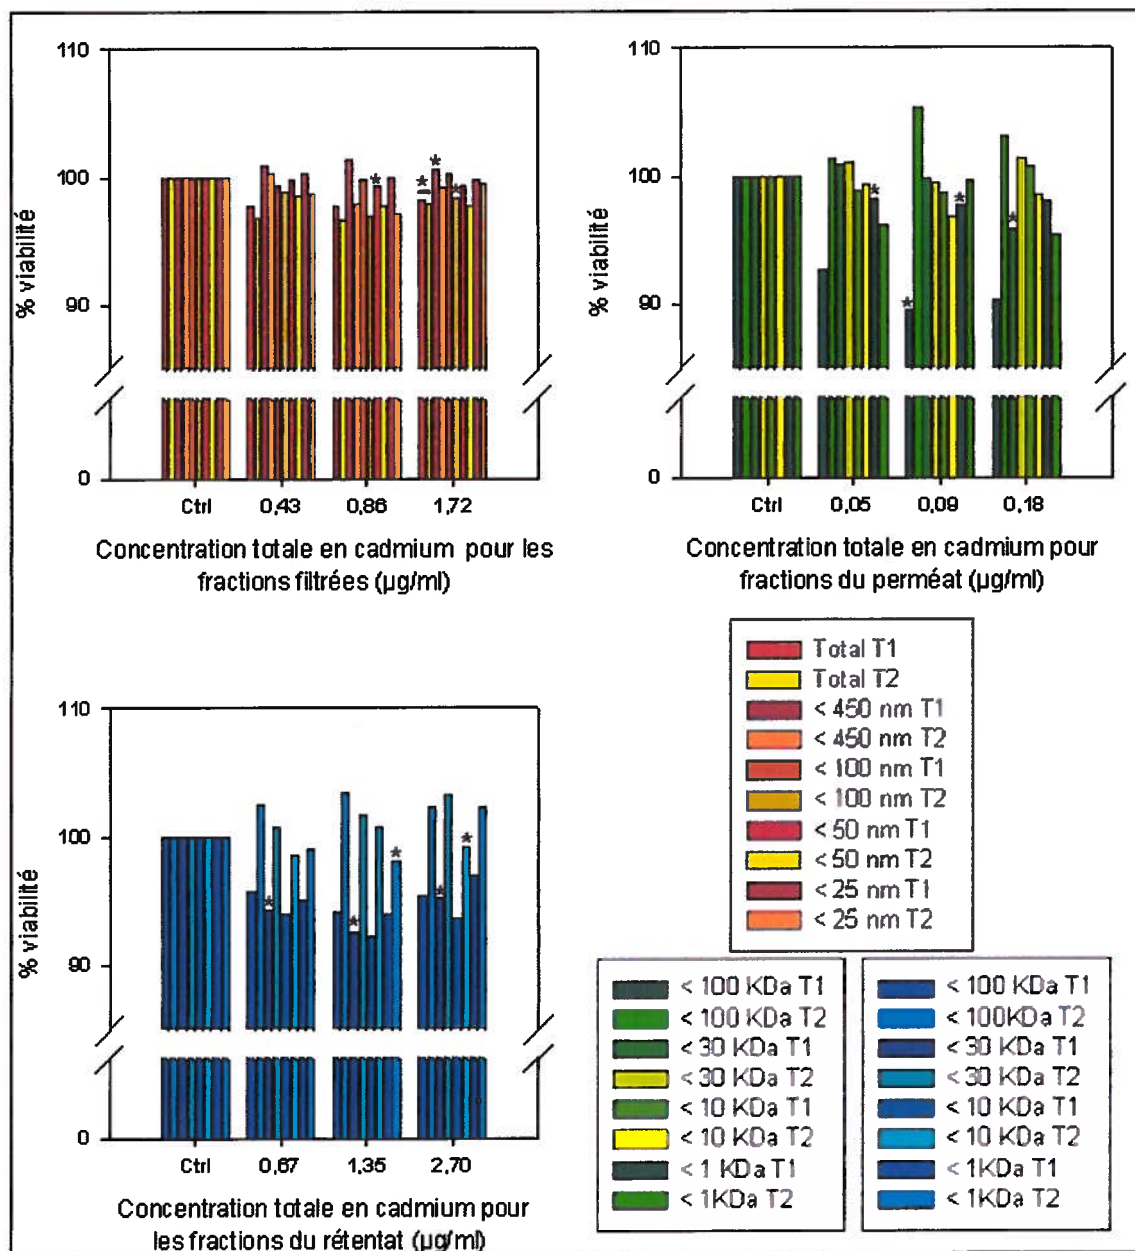 110
100
90
0
% viabilité
*
*
*
*
Ctrl
0,43
0,86
1,72
Concentration totale en cadmium pour les
fractions filtrées (µg/ml)
110
100
90
0
% viabilité
*
*
*
*
Ctrl
0,05
0,09
0,18
Concentration totale en cadmium pour
fractions du perméat (µg/ml)
110
100
90
0
% viabilité
*
*
*
*
*
Ctrl
0,67
1,35
2,70
Concentration totale en cadmium pour
les fractions du rétentat (µg/ml)
Total T1
Total T2
< 450 nm T1
< 450 nm T2
< 100 nm T1
< 100 nm T2
< 50 nm T1
< 50 nm T2
< 25 nm T1
< 25 nm T2
< 100 KDa T1
< 100 KDa T2
< 30 KDa T1
< 30 KDa T2
< 10 KDa T1
< 10 KDa T2
< 1 KDa T1
< 1KDa T2
< 100 KDa T1
< 100KDa T2
< 30 KDa T1
< 30 KDa T2
< 10 KDa T1
< 10 KDa T2
< 1KDa T1
< 1KDa T2